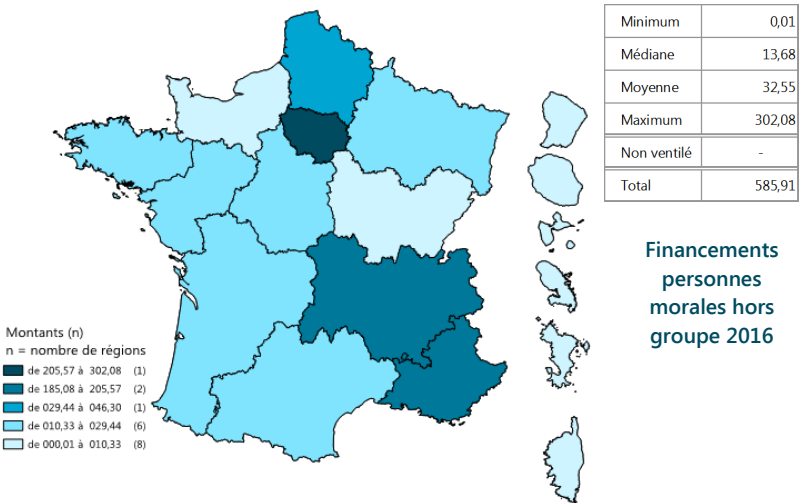 Minimum 0,01
Médiane 13,68
Moyenne 32,55
Maximum 302,08
Non ventilé -
Total 585,91
Financements
personnes
morales hors
groupe 2016
Montants (n)
n = nombre de régions
de 205,57 à 302,08 (1)
de 185,08 à 205,57 (2)
de 029,44 à 046,30 (1)
de 010,33 à 029,44 (6)
de 000,01 à 010,33 (8)